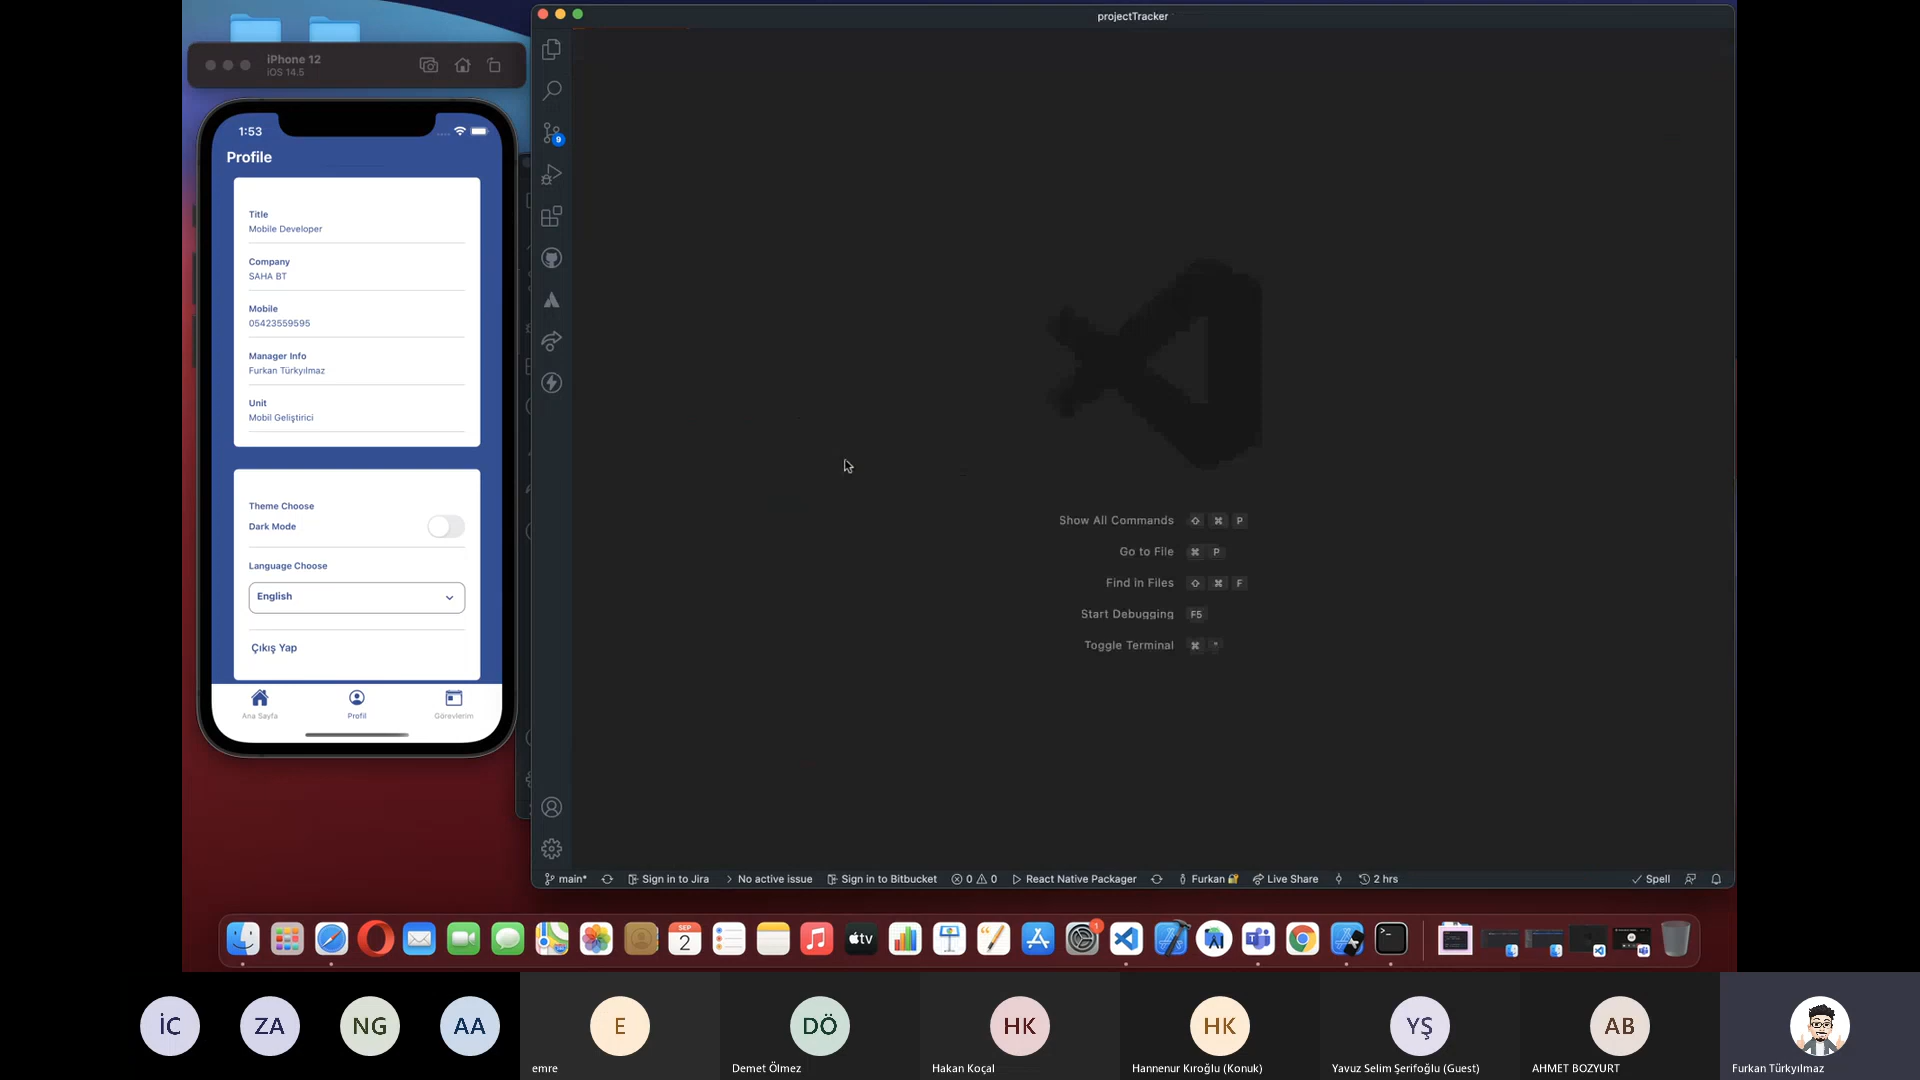 projectTracker
iPhone 12
iOS 14.5
1:53
Profile
Title
Mobile Developer
Company
SAHA BT
Mobile
05423559595
Manager Info
Furkan Türkyılmaz
Unit
Mobil Geliştirici
Theme Choose
Dark Mode
Language Choose
English
Çıkış Yap
Ana Sayfa
Profil
Görevlerim
9
Show All Commands ⇧ ⌘ P
Go to File ⌘ P
Find in Files ⇧ ⌘ F
Start Debugging F5
Toggle Terminal ⌘
main* Sign in to Jira No active issue Sign in to Bitbucket 0 0 React Native Packager Furkan Live Share 2 hrs Spell
SEP
2
tv
1
İC
ZA
NG
AA
E
emre
DÖ
Demet Ölmez
HK
Hakan Koçal
HK
Hannenur Kıroğlu (Konuk)
YŞ
Yavuz Selim Şerifoğlu (Guest)
AB
AHMET BOZYURT
Furkan Türkyılmaz